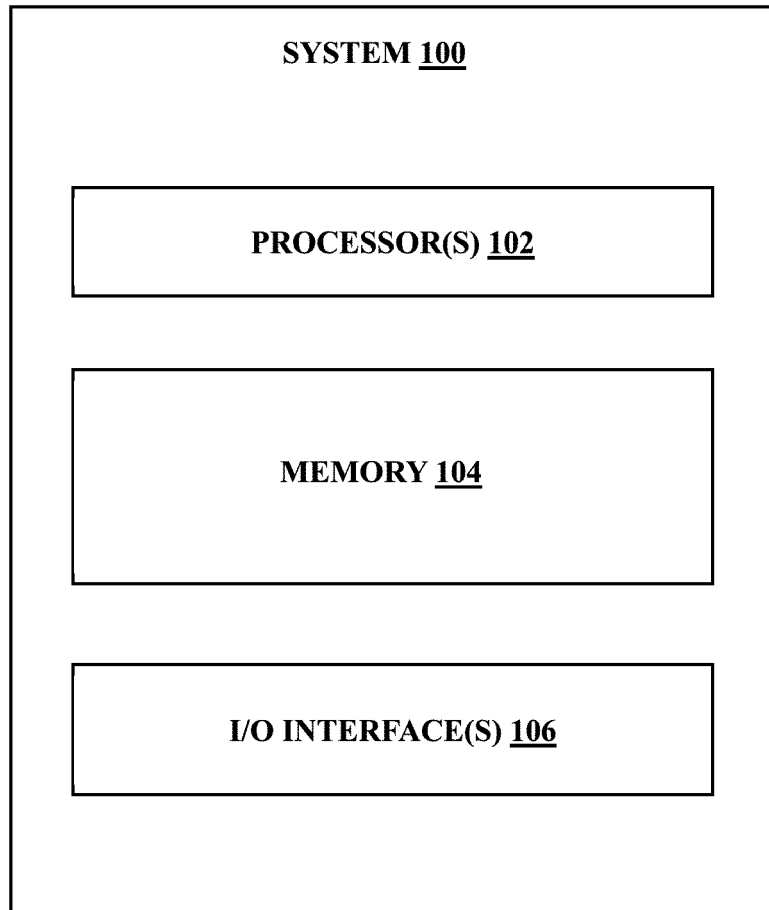 SYSTEM 100
PROCESSOR(S) 102
MEMORY 104
I/O INTERFACE(S) 106